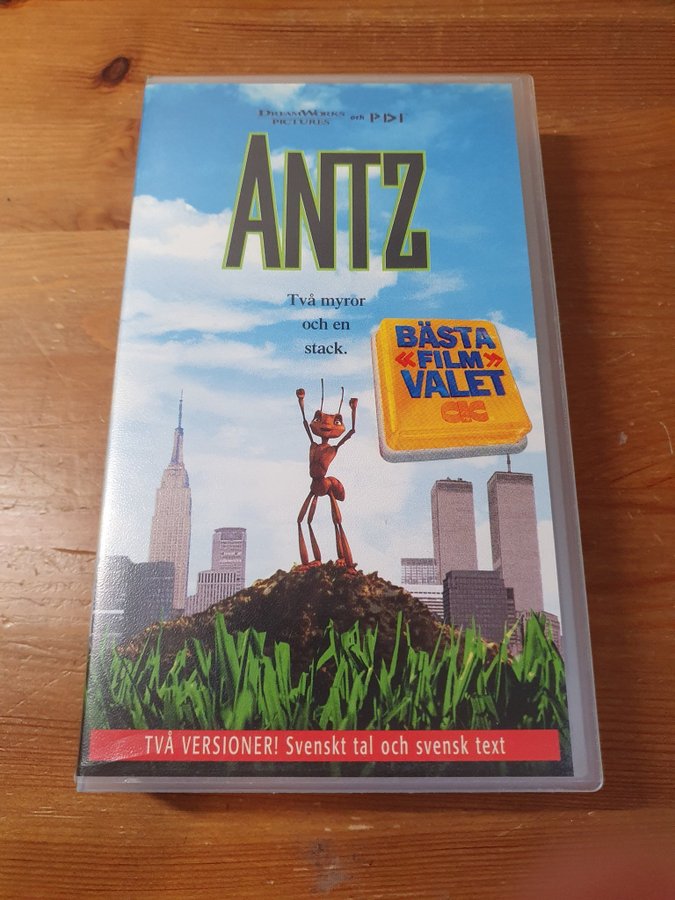 DREAMWORKS
PICTURES
och PDI
ANTZ
Två myror
och en
stack.
BÄSTA
«FILM»
VALET
CIC
TVÅ VERSIONER! Svenskt tal och svensk text